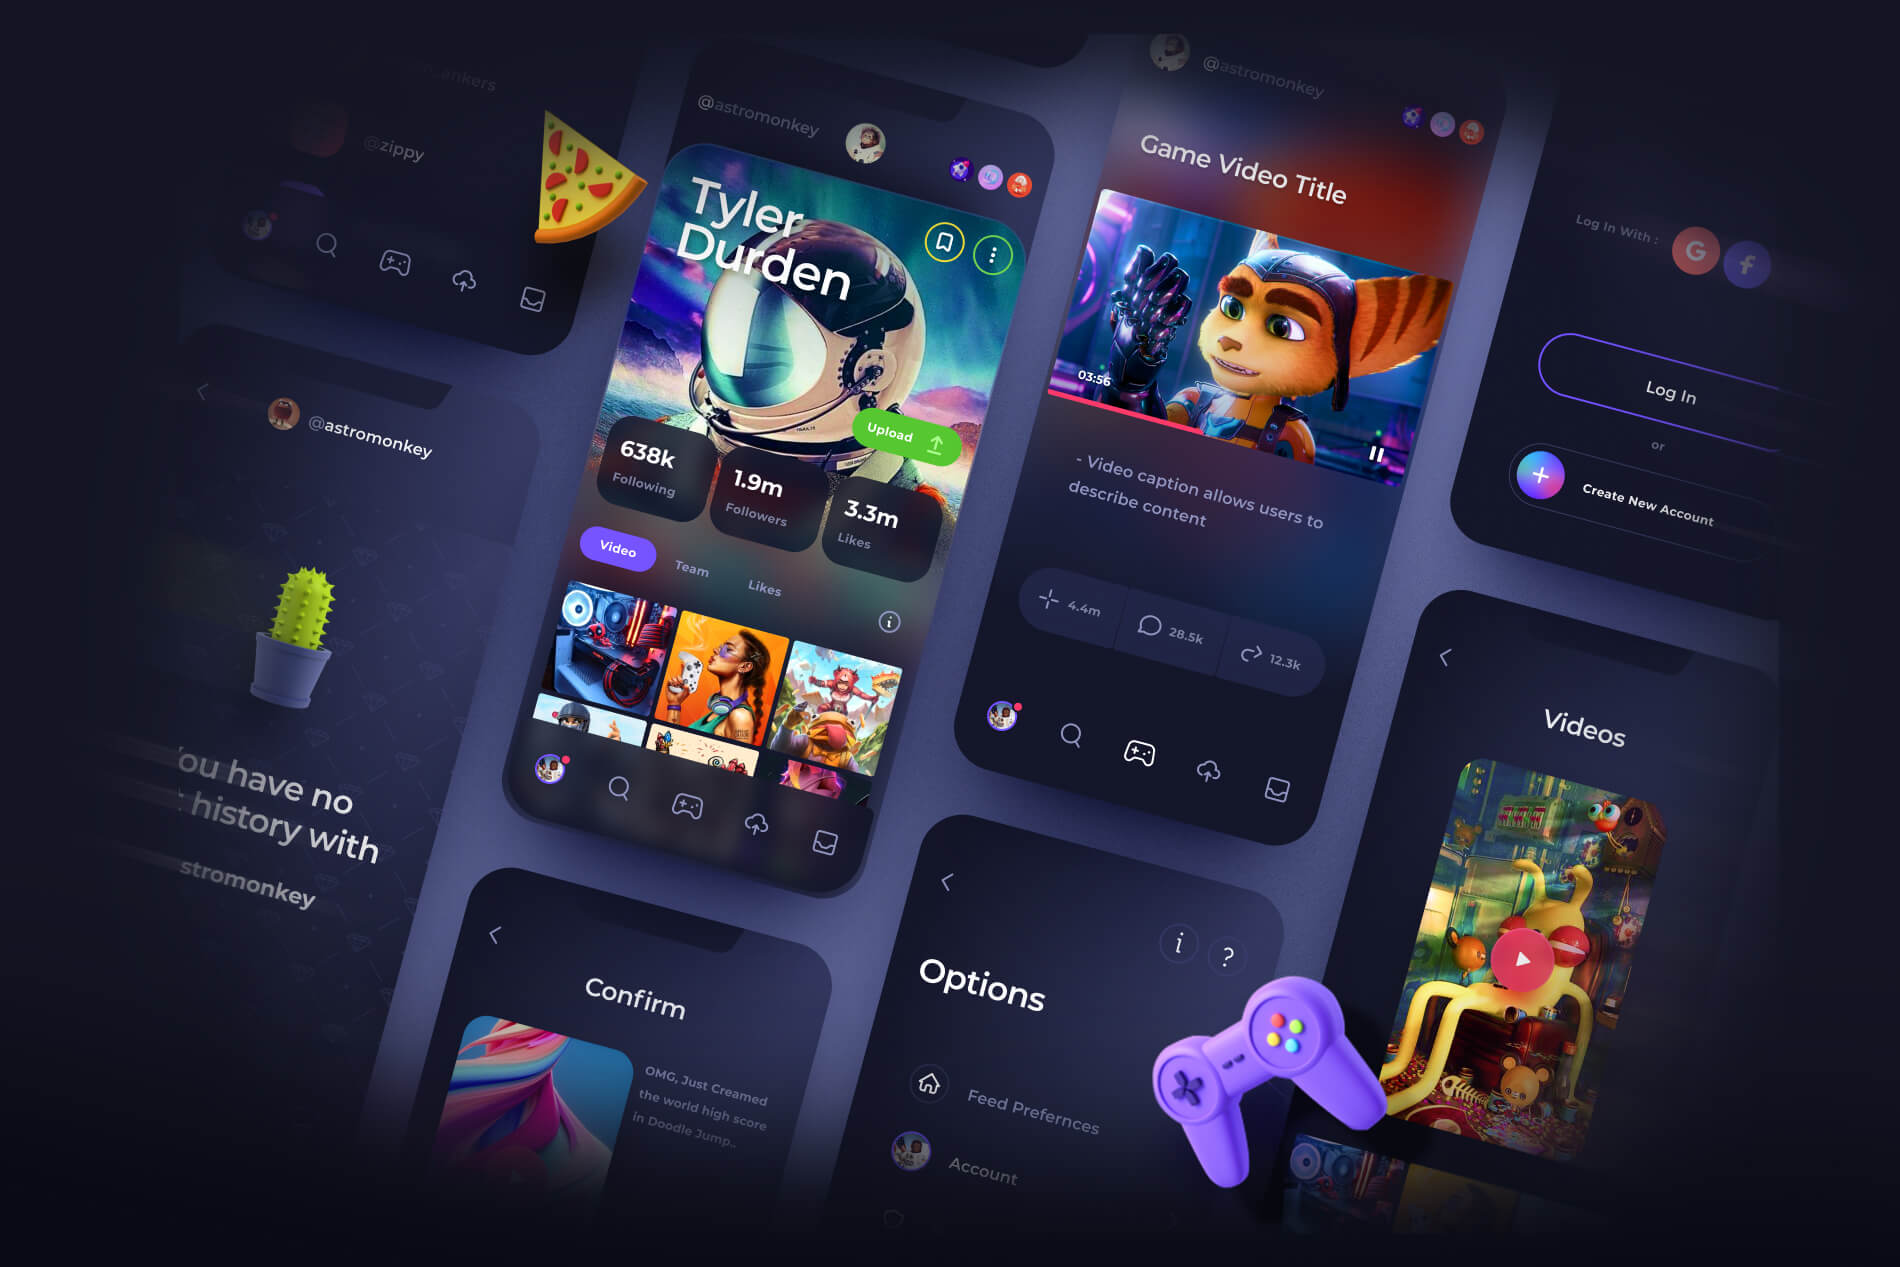 ankers
@zippy
@astromonkey
Tyler
Durden
Upload
638k
Following
1.9m
Followers
3.3m
Likes
Video
Team
Likes
@astromonkey
Game Video Title
03:56
- Video caption allows users to
describe content
4.4m
28.5k
12.3k
Log In With :
G
f
Log In
or
Create New Account
@astromonkey
ou have no
history with
stromonkey
Confirm
OMG, Just Creamed
the world high score
in Doodle Jump..
Options
i
?
Feed Prefernces
Account
Videos